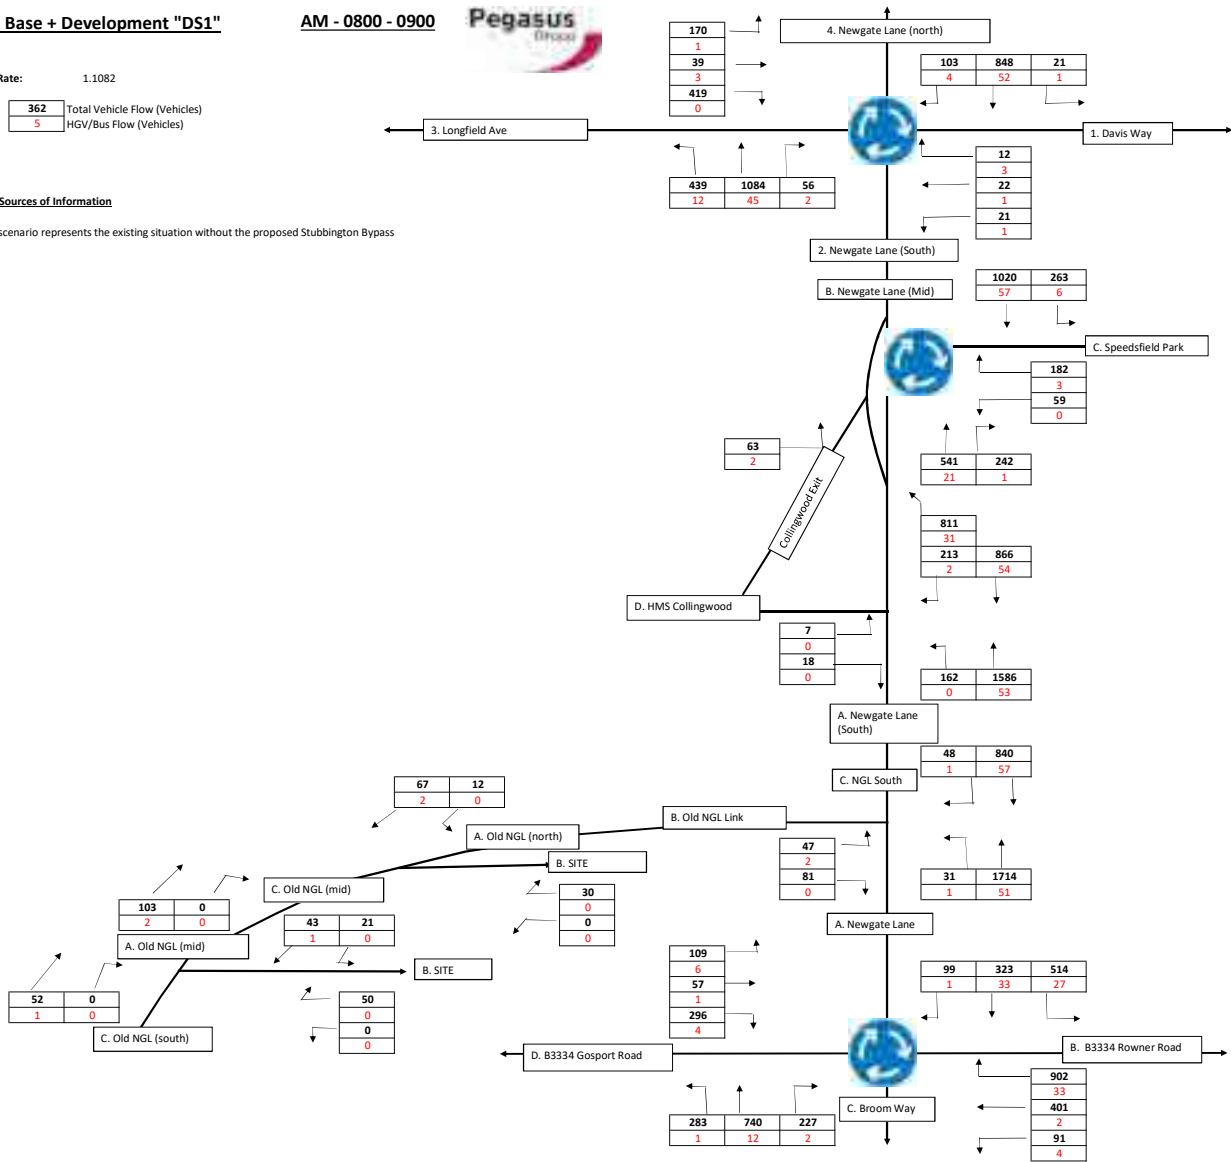 Base + Development "DS1"
AM - 0800 - 0900
Pegasus
Group
Rate: 1.1082
362 Total Vehicle Flow (Vehicles)
5 HGV/Bus Flow (Vehicles)
Sources of Information
scenario represents the existing situation without the proposed Stubbington Bypass
170
1
39
3
419
0
4. Newgate Lane (north)
103 848 21
4 52 1
3. Longfield Ave
1. Davis Way
439 1084 56
12 45 2
12
3
22
1
21
1
2. Newgate Lane (South)
B. Newgate Lane (Mid)
1020 263
57 6
C. Speedsfield Park
182
3
59
0
63
2
541 242
21 1
Collingwood Exit
811
31
213 866
2 54
D. HMS Collingwood
7
0
18
0
162 1586
0 53
A. Newgate Lane
(South)
48 840
1 57
C. NGL South
67 12
2 0
B. Old NGL Link
A. Old NGL (north)
47
2
81
0
31 1714
1 51
B. SITE
C. Old NGL (mid)
30
0
0
0
103 0
2 0
43 21
1 0
A. Newgate Lane
A. Old NGL (mid)
B. SITE
109
6
57
1
296
4
99 323 514
1 33 27
52 0
1 0
50
0
0
0
C. Old NGL (south)
D. B3334 Gosport Road
B. B3334 Rowner Road
902
33
401
2
91
4
C. Broom Way
283 740 227
1 12 2